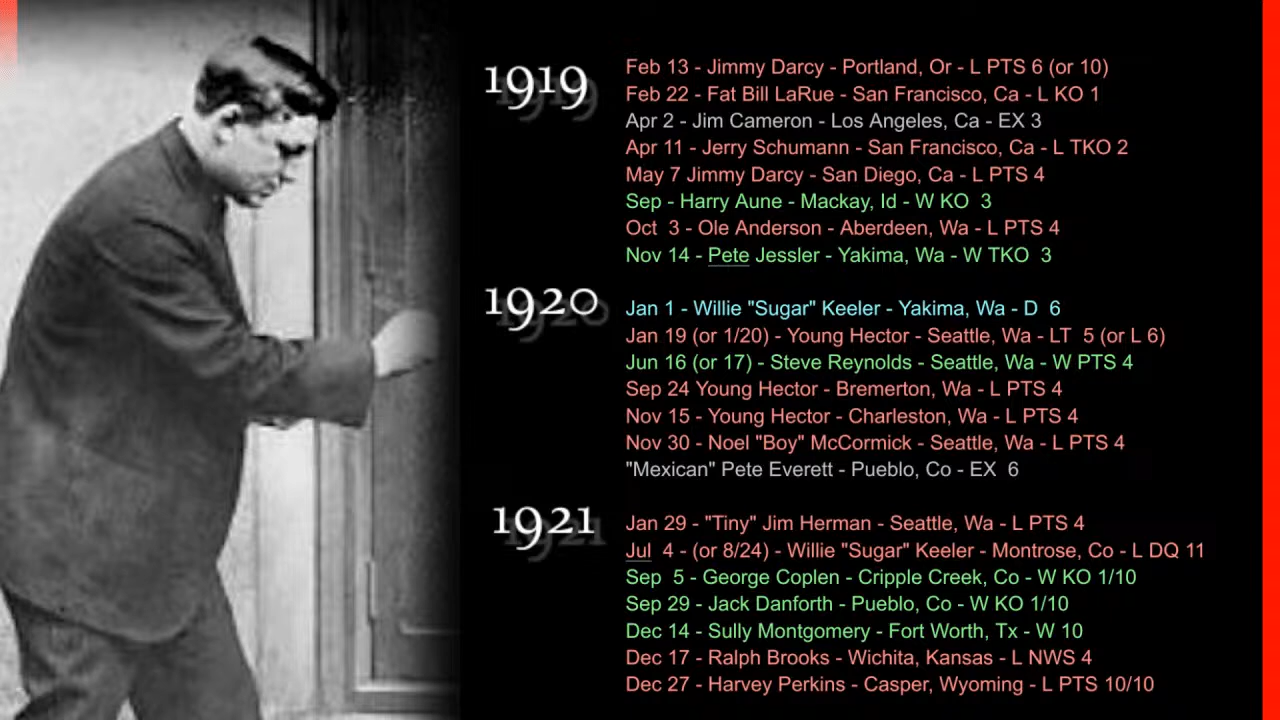 1919
Feb 13 - Jimmy Darcy - Portland, Or - L PTS 6 (or 10)
Feb 22 - Fat Bill LaRue - San Francisco, Ca - L KO 1
Apr 2 - Jim Cameron - Los Angeles, Ca - EX 3
Apr 11 - Jerry Schumann - San Francisco, Ca - L TKO 2
May 7 Jimmy Darcy - San Diego, Ca - L PTS 4
Sep - Harry Aune - Mackay, Id - W KO  3
Oct  3 - Ole Anderson - Aberdeen, Wa - L PTS 4
Nov 14 - Pete Jessler - Yakima, Wa - W TKO  3
1920
Jan 1 - Willie "Sugar" Keeler - Yakima, Wa - D  6
Jan 19 (or 1/20) - Young Hector - Seattle, Wa - LT  5 (or L 6)
Jun 16 (or 17) - Steve Reynolds - Seattle, Wa - W PTS 4
Sep 24 Young Hector - Bremerton, Wa - L PTS 4
Nov 15 - Young Hector - Charleston, Wa - L PTS 4
Nov 30 - Noel "Boy" McCormick - Seattle, Wa - L PTS 4
"Mexican" Pete Everett - Pueblo, Co - EX  6
1921
Jan 29 - "Tiny" Jim Herman - Seattle, Wa - L PTS 4
Jul  4 - (or 8/24) - Willie "Sugar" Keeler - Montrose, Co - L DQ 11
Sep  5 - George Coplen - Cripple Creek, Co - W KO 1/10
Sep 29 - Jack Danforth - Pueblo, Co - W KO 1/10
Dec 14 - Sully Montgomery - Fort Worth, Tx - W 10
Dec 17 - Ralph Brooks - Wichita, Kansas - L NWS 4
Dec 27 - Harvey Perkins - Casper, Wyoming - L PTS 10/10